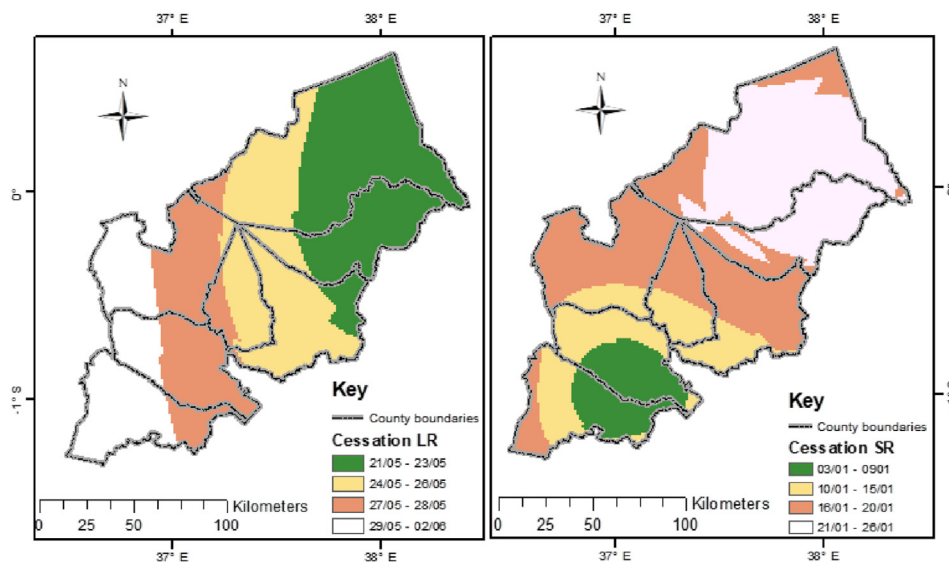 37° E
38° E
37° E
38° E
N
N
0°
1° S
Key
County boundaries
Cessation LR
21/05 - 23/05
24/05 - 26/05
27/05 - 28/05
29/05 - 02/06
Kilometers
0
50
100
Key
County boundaries
Cessation SR
03/01 - 0901
10/01 - 15/01
16/01 - 20/01
21/01 - 26/01
Kilometers
0
25
50
100
37° E
38° E
37° E
38° E